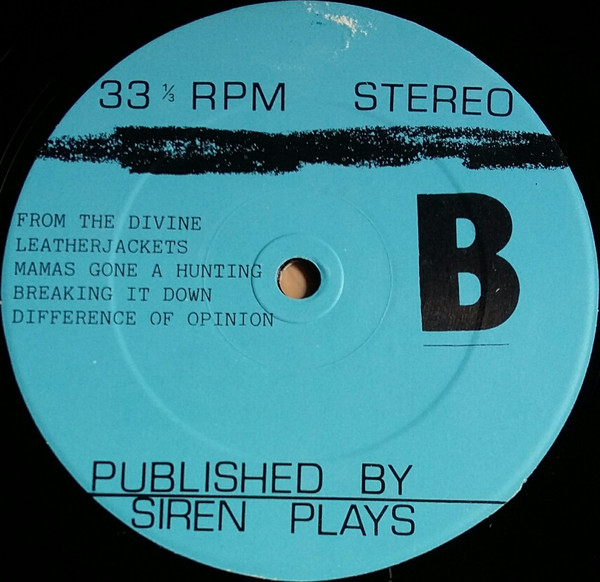 33 ⅓ RPM STEREO
FROM THE DIVINE
LEATHERJACKETS
MAMAS GONE A HUNTING
BREAKING IT DOWN
DIFFERENCE OF OPINION
B
PUBLISHED BY
SIREN PLAYS